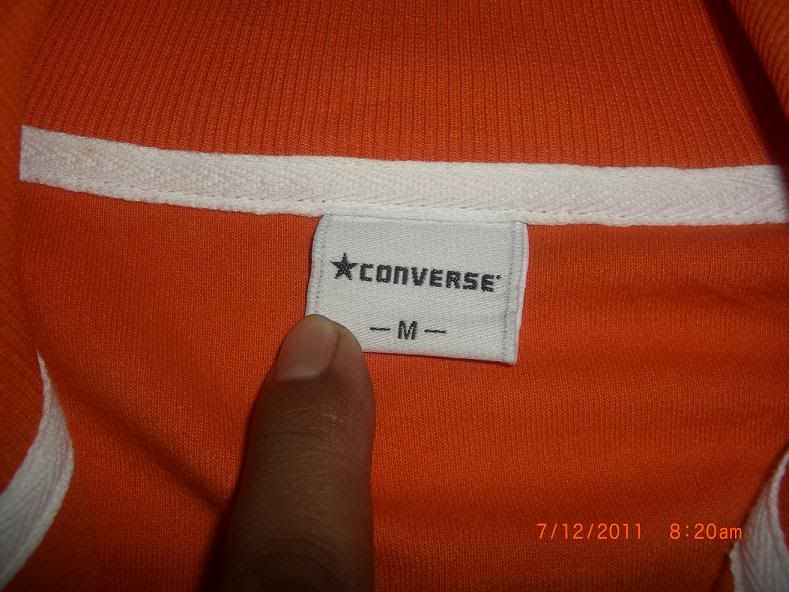 ★CONVERSE
— M —
7/12/2011 8:20am